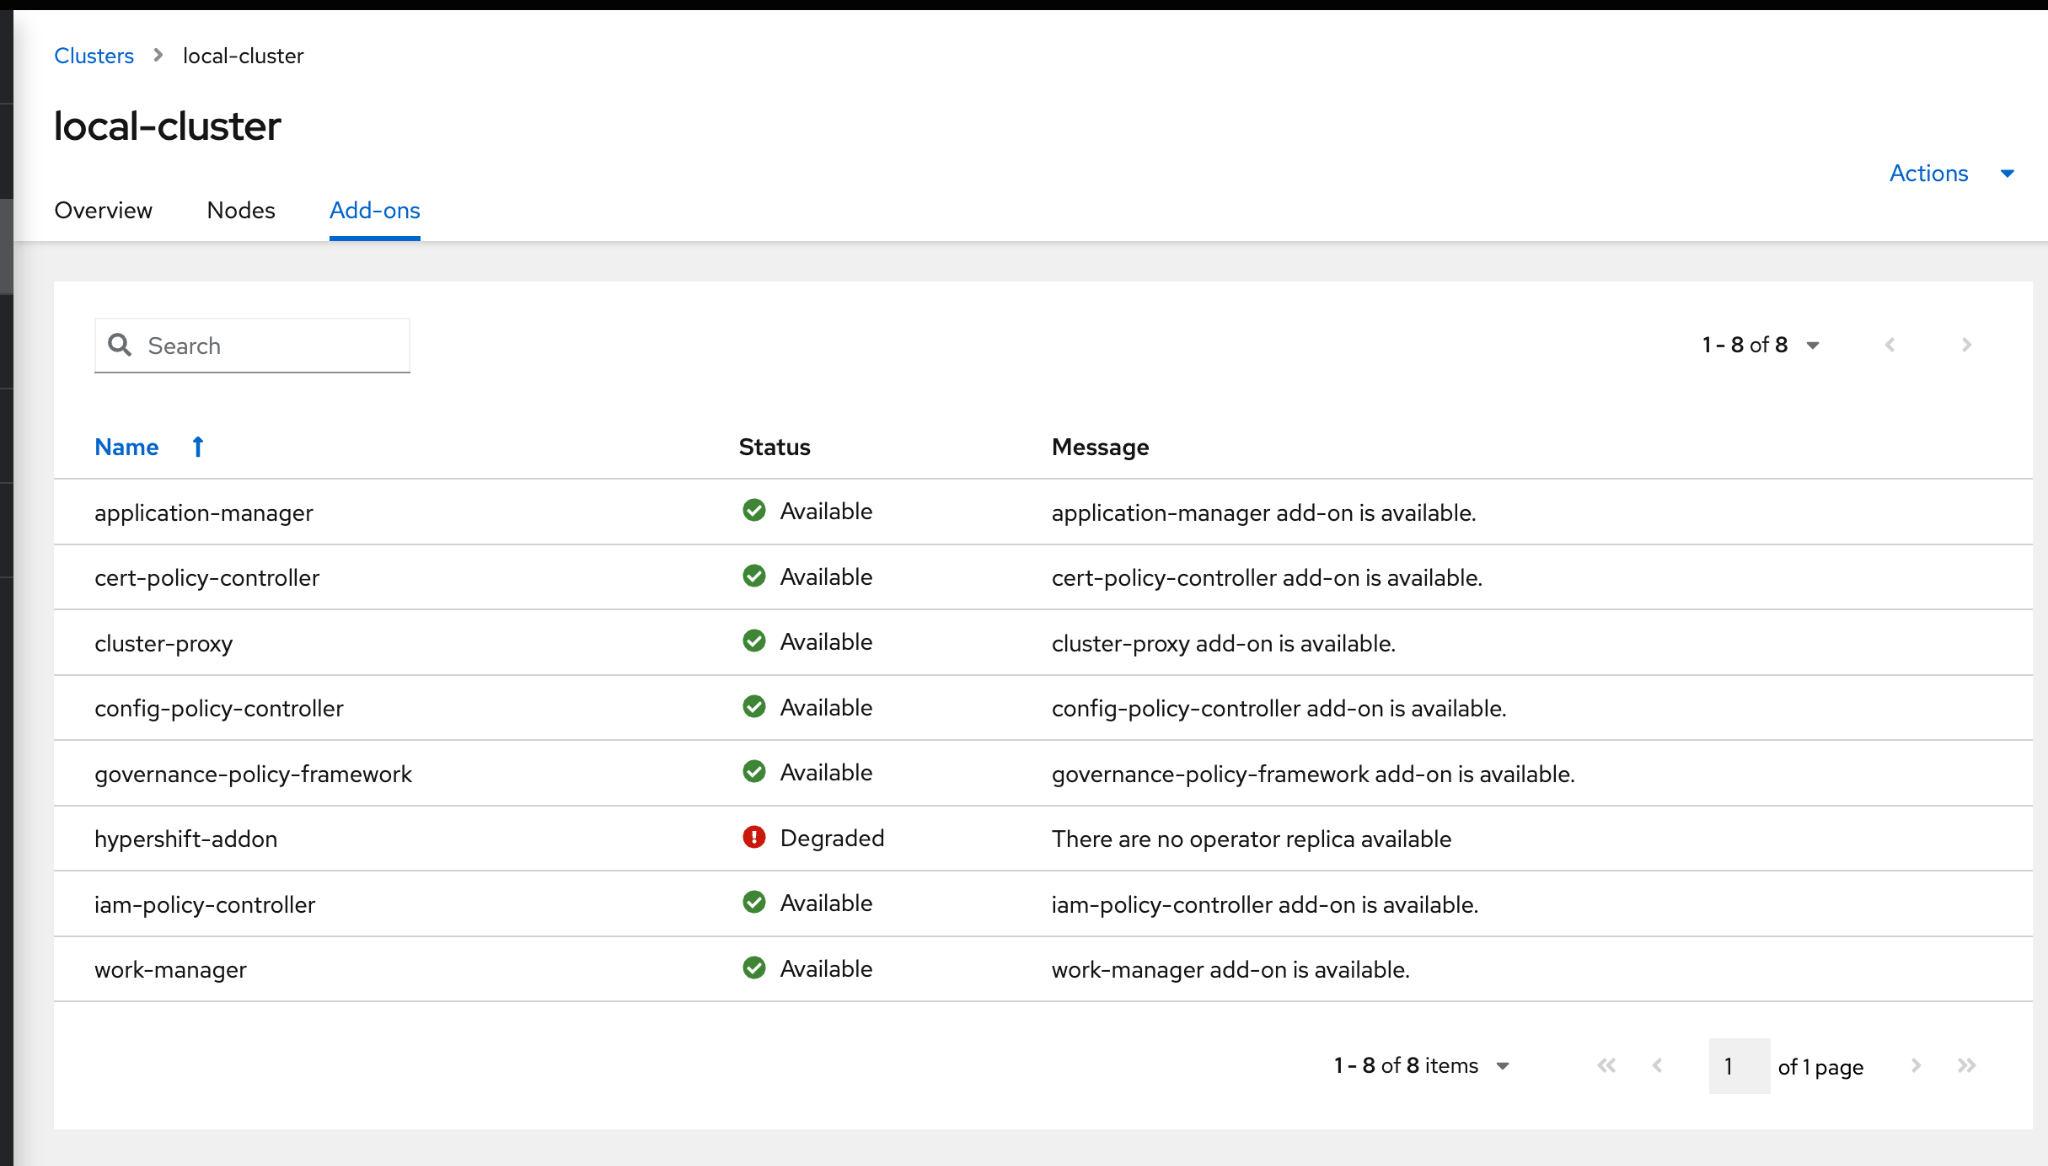 Clusters local-cluster
local-cluster
Actions
Overview Nodes Add-ons
Search 1 - 8 of 8
Name Status Message
application-manager Available application-manager add-on is available.
cert-policy-controller Available cert-policy-controller add-on is available.
cluster-proxy Available cluster-proxy add-on is available.
config-policy-controller Available config-policy-controller add-on is available.
governance-policy-framework Available governance-policy-framework add-on is available.
hypershift-addon Degraded There are no operator replica available
iam-policy-controller Available iam-policy-controller add-on is available.
work-manager Available work-manager add-on is available.
1 - 8 of 8 items 1 of 1 page